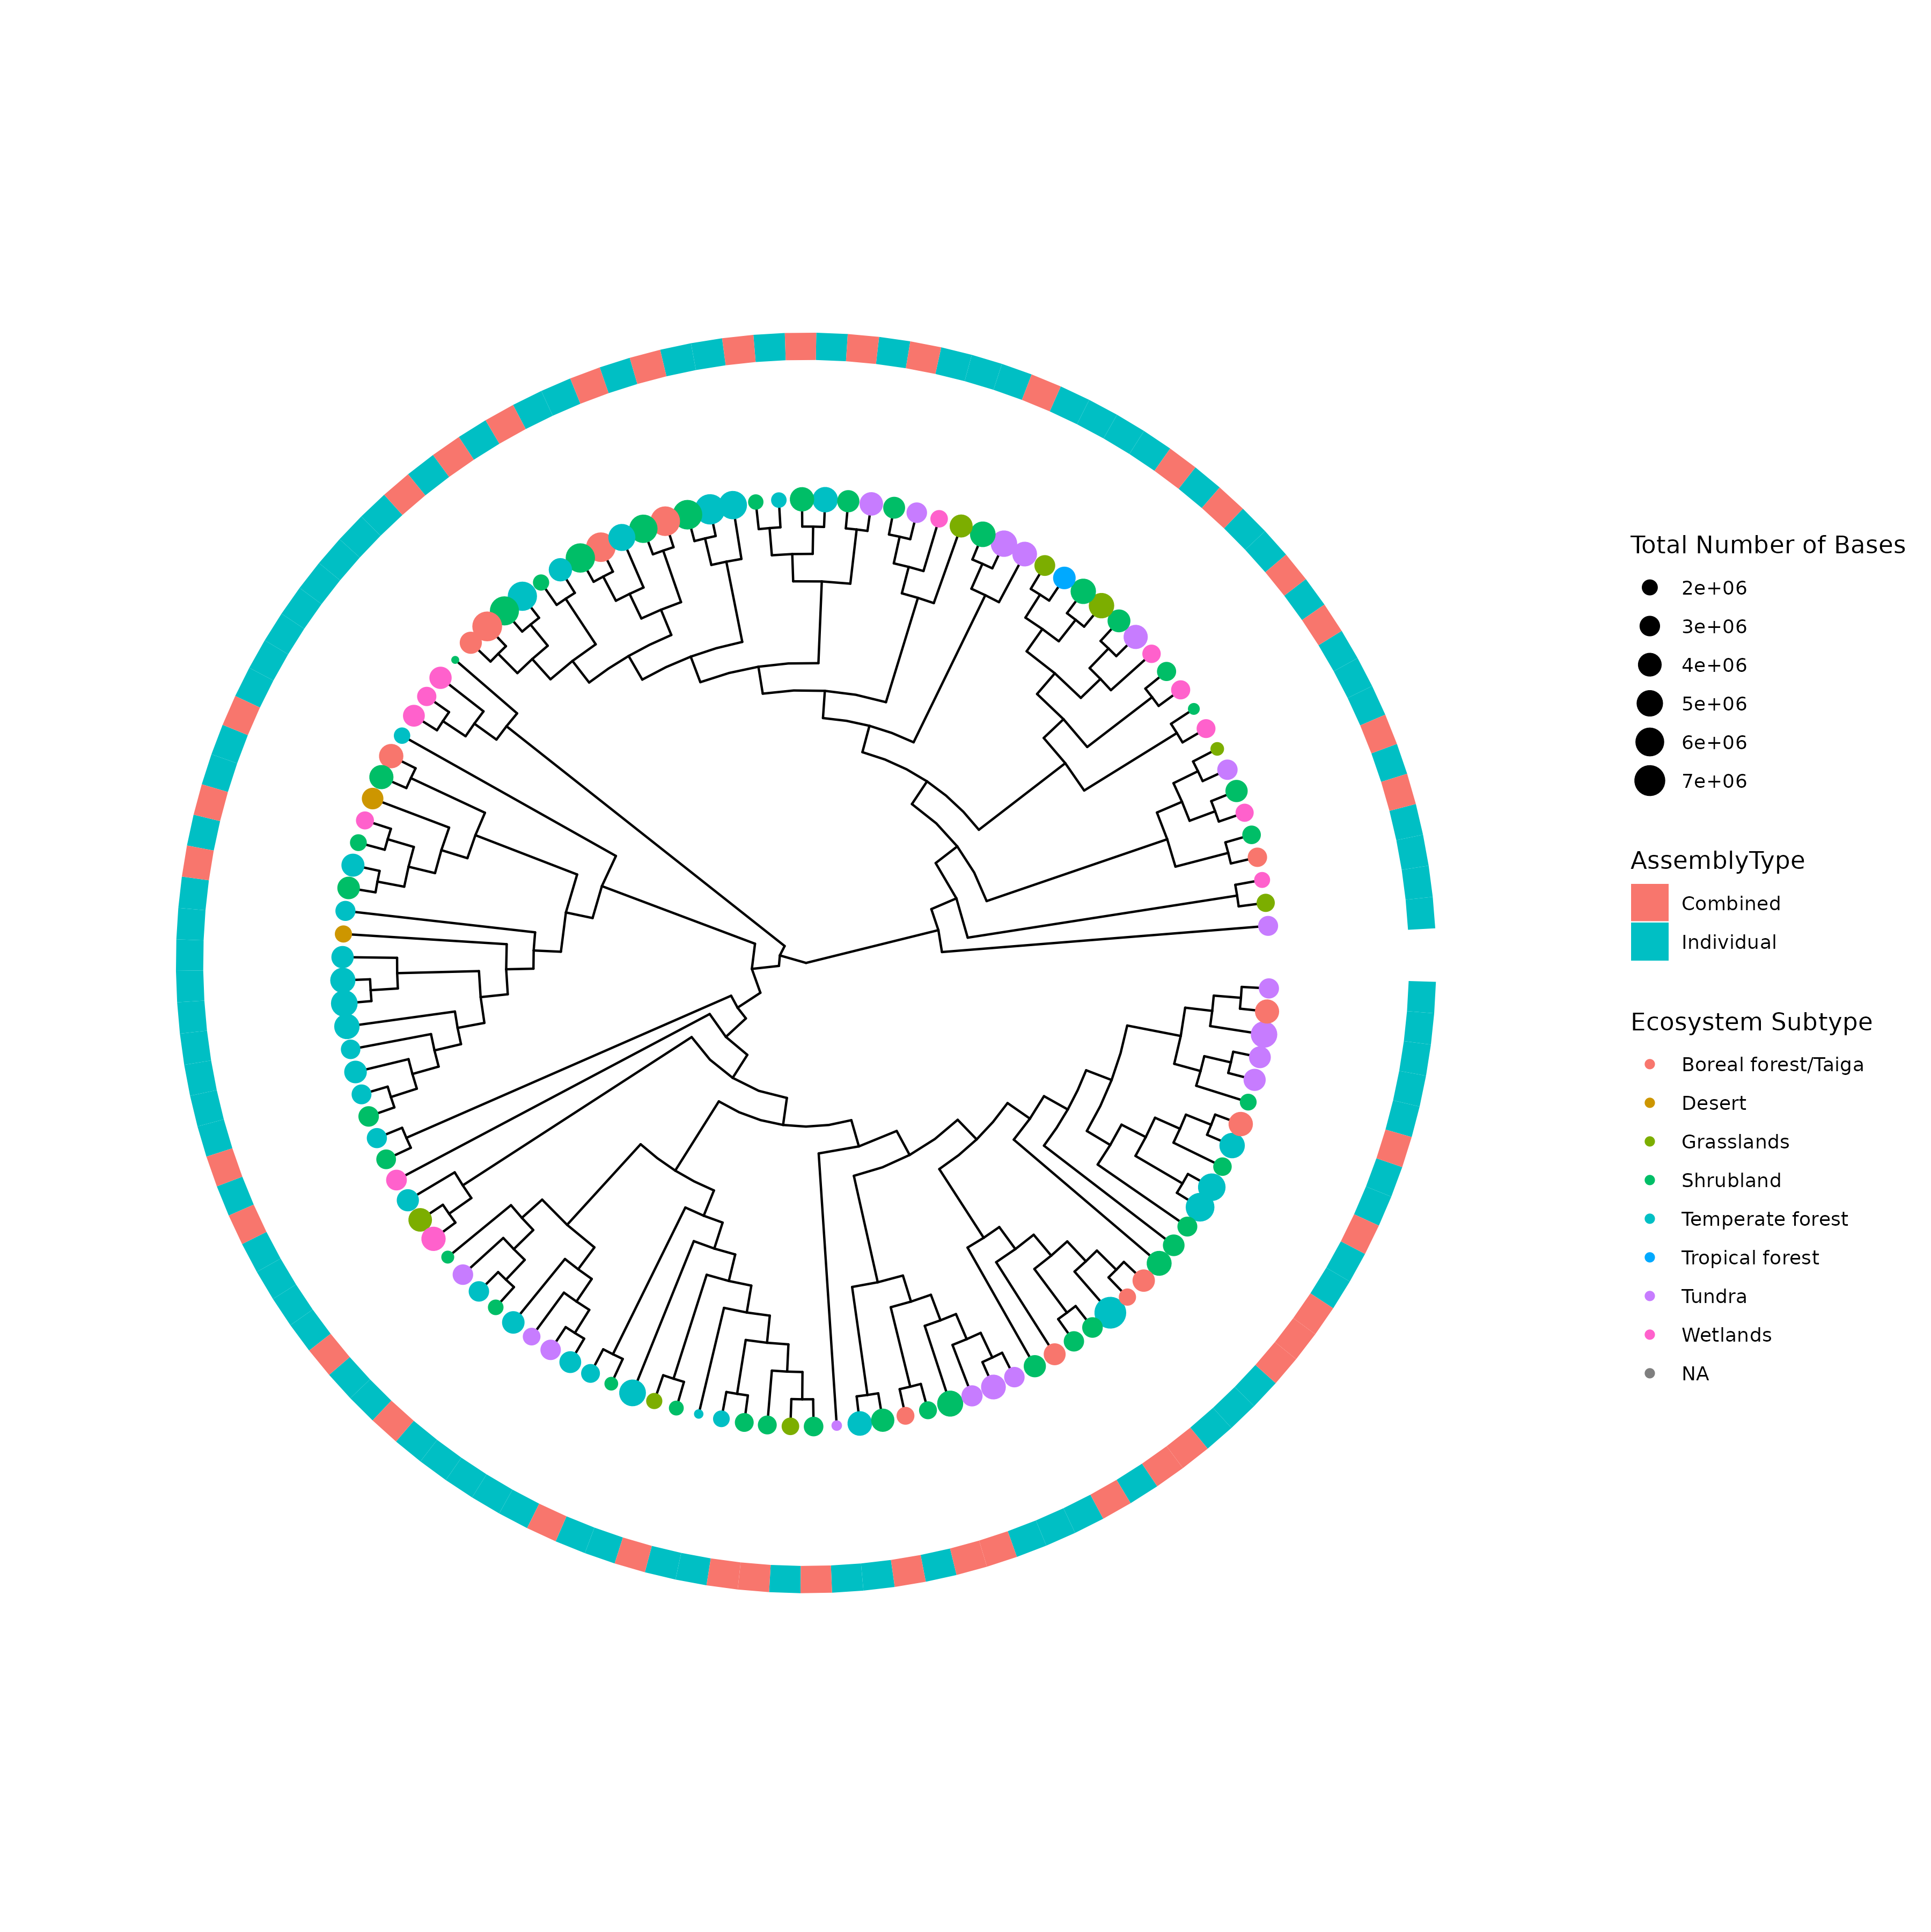 Total Number of Bases
2e+06
3e+06
4e+06
5e+06
6e+06
7e+06
AssemblyType
Combined
Individual
Ecosystem Subtype
Boreal forest/Taiga
Desert
Grasslands
Shrubland
Temperate forest
Tropical forest
Tundra
Wetlands
NA